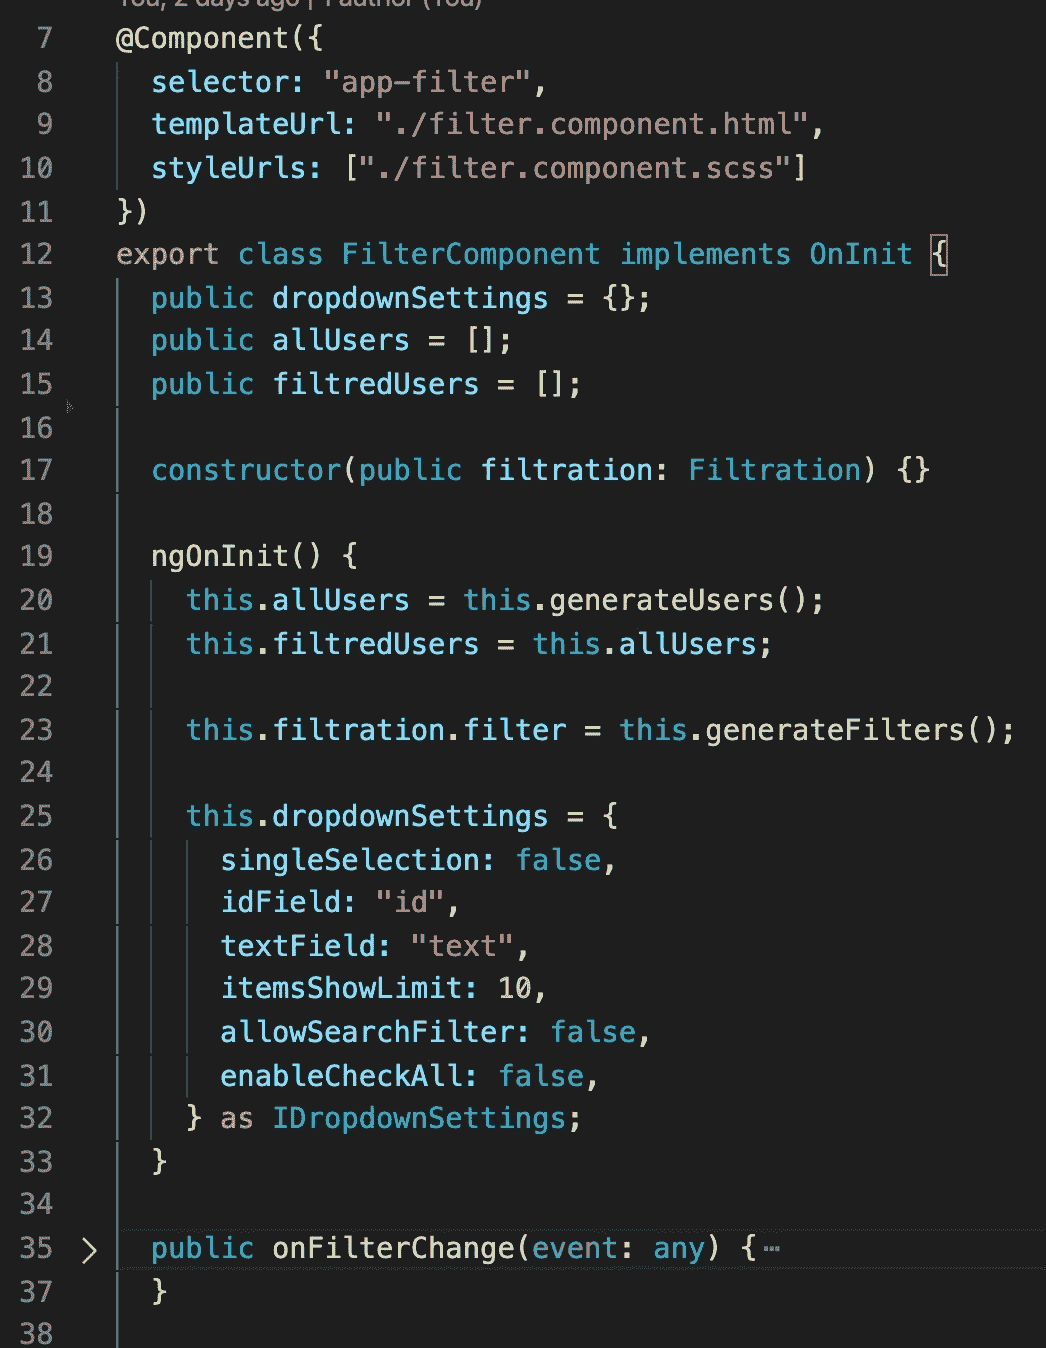 You, 2 days ago | 1 author (You)
7 @Component({
8 selector: "app-filter",
9 templateUrl: "./filter.component.html",
10 styleUrls: ["./filter.component.scss"]
11 })
12 export class FilterComponent implements OnInit {
13 public dropdownSettings = {};
14 public allUsers = [];
15 public filtredUsers = [];
16
17 constructor(public filtration: Filtration) {}
18
19 ngOnInit() {
20 this.allUsers = this.generateUsers();
21 this.filtredUsers = this.allUsers;
22
23 this.filtration.filter = this.generateFilters();
24
25 this.dropdownSettings = {
26 singleSelection: false,
27 idField: "id",
28 textField: "text",
29 itemsShowLimit: 10,
30 allowSearchFilter: false,
31 enableCheckAll: false,
32 } as IDropdownSettings;
33 }
34
35 public onFilterChange(event: any) {⋯
37 }
38